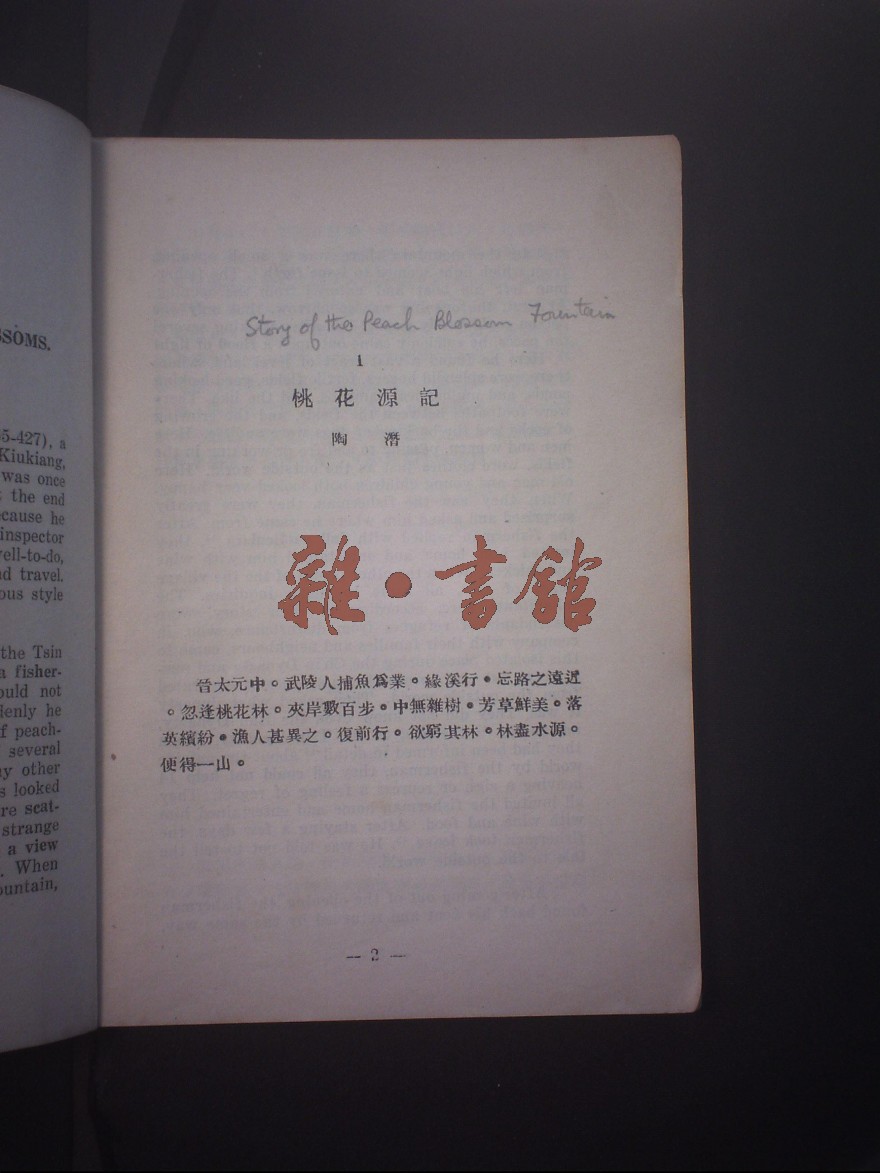 SSOMS.
5-427), a
Kiukiang,
was once
t the end
cause he
inspector
ell-to-do,
d travel.
ous style
the Tsin
a fisher-
ould not
denly he
f peach-
several
ny other
s looked
re scat-
strange
a view
. When
ountain,
Story of the Peach Blossom Fountain
1
桃花源記
陶潛
雜·書館
晉太元中。武陵人捕魚爲業。緣溪行。忘路之遠近
。忽逢桃花林。夾岸數百步。中無雜樹。芳草鮮美。落
英繽紛。漁人甚異之。復前行。欲窮其林。林盡水源。
便得一山。
— 2 —